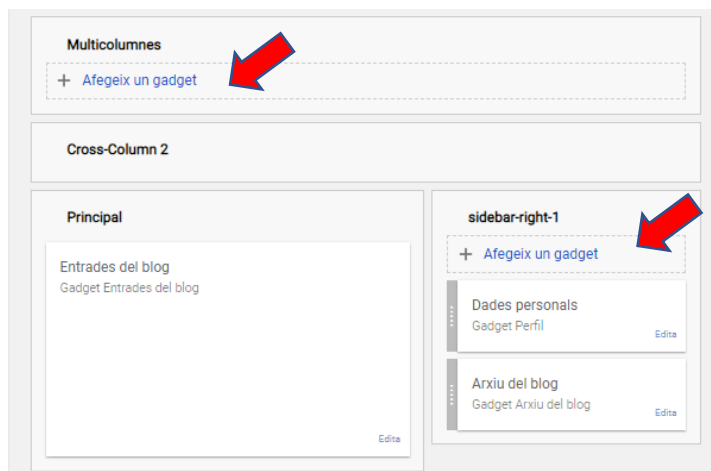 Multicolumnes
+ Afegeix un gadget
Cross-Column 2
Principal
Entrades del blog
Gadget Entrades del blog
Edita
sidebar-right-1
+ Afegeix un gadget
Dades personals
Gadget Perfil
Edita
Arxiu del blog
Gadget Arxiu del blog
Edita